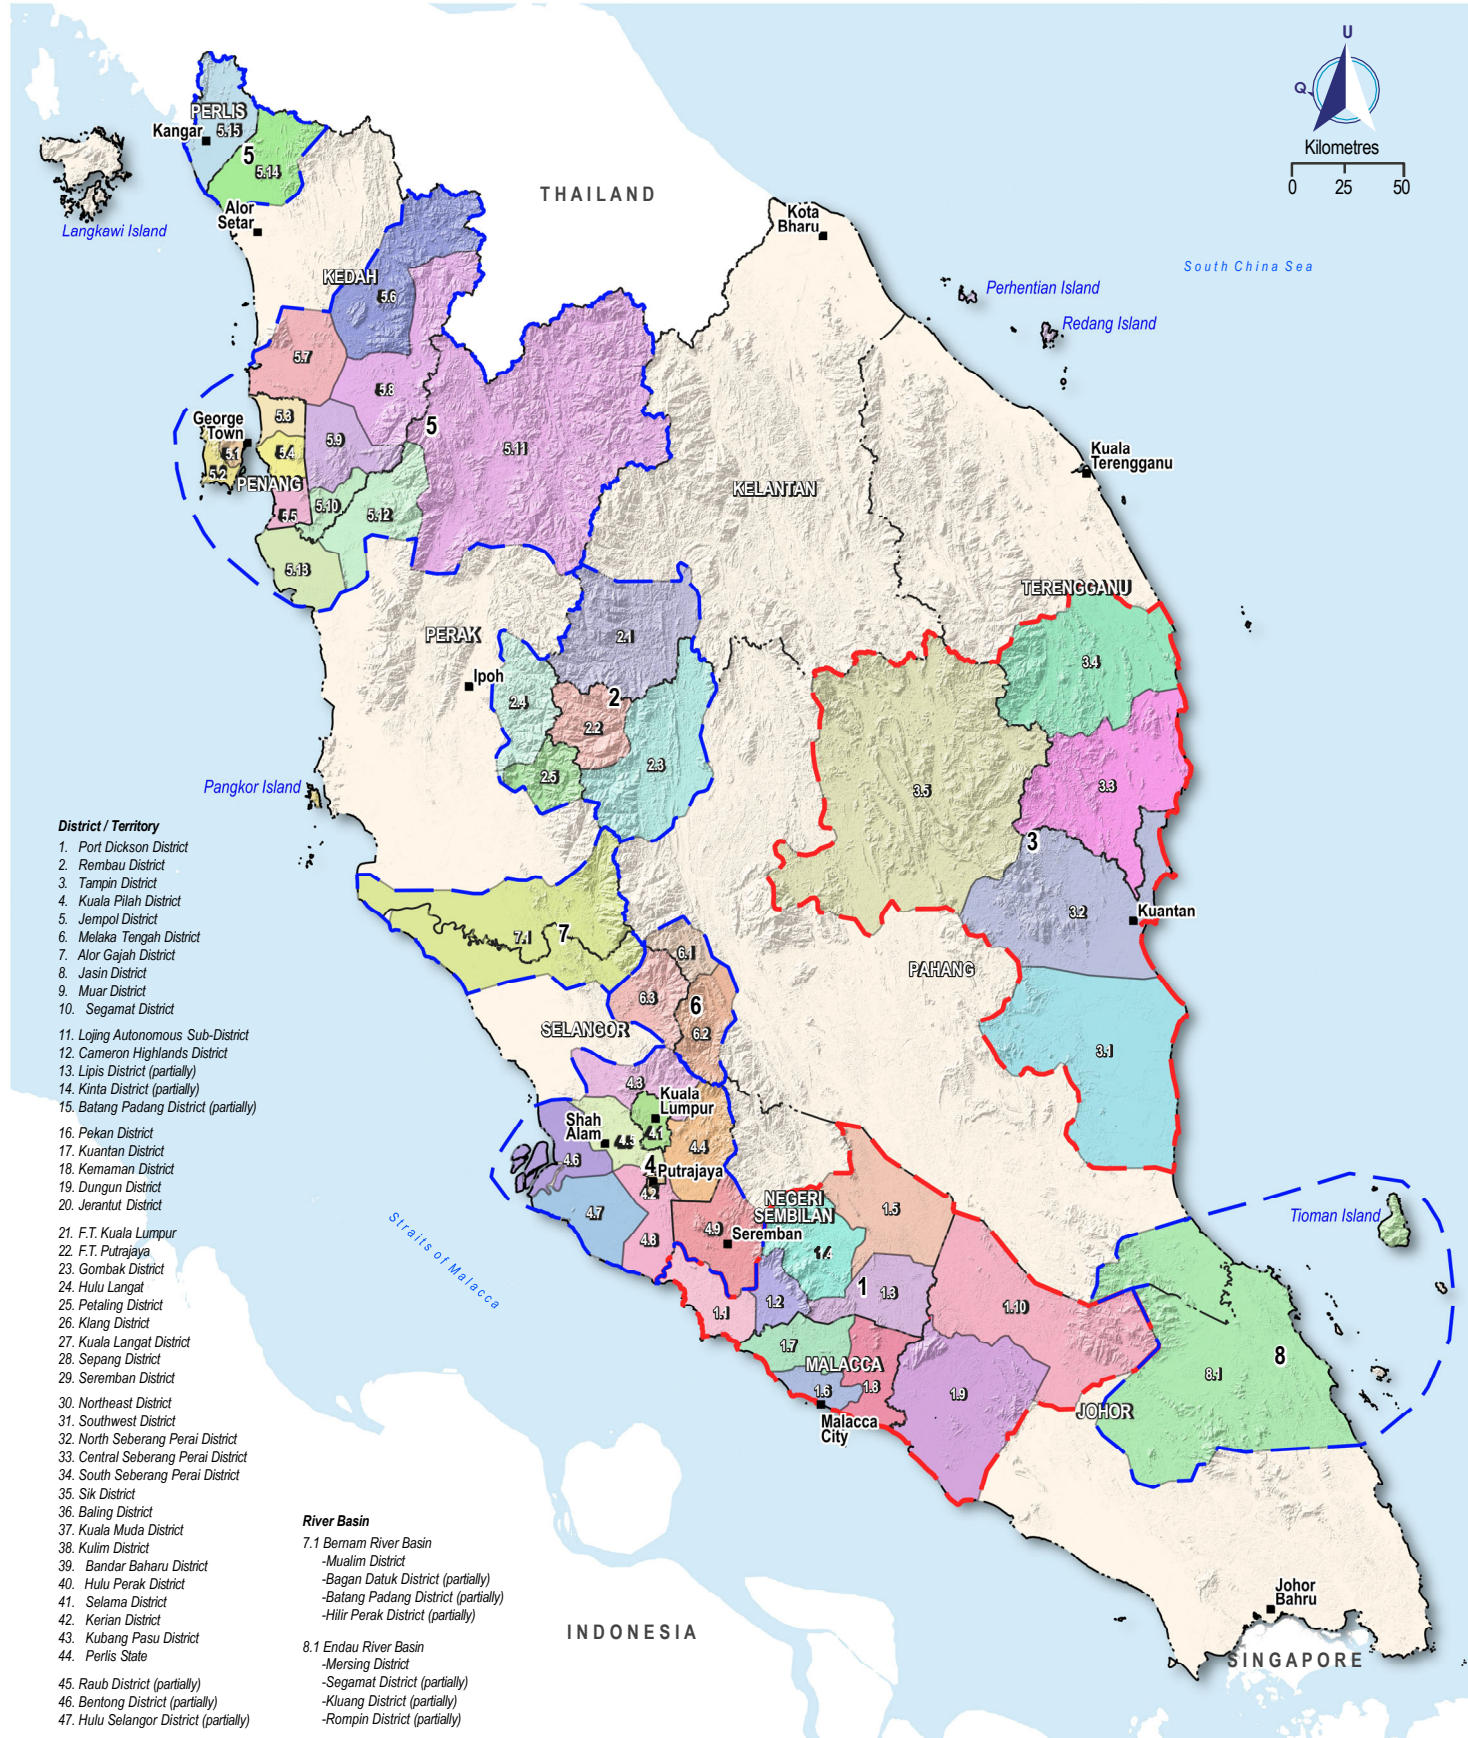 U
Q
Kilometres
0 25 50
THAILAND
PERLIS
Kangar
5.15
5
5.14
Alor
Setar
Langkawi Island
Kota
Bharu
South China Sea
KEDAH
5.6
Perhentian Island
Redang Island
5.7
5.8
George
Town
5.3
5.1
5.2
5.4
5.9
5
5.11
PENANG
5.5
5.10
5.12
5.13
KELANTAN
Kuala
Terengganu
TERENGGANU
PERAK
Ipoh
2.1
2
2.4
2.2
2.3
2.5
3.4
3.3
3.5
3
3.2
Kuantan
Pangkor Island
7.1
7
PAHANG
6.1
6
6.3
6.2
SELANGOR
3.1
4.3
Kuala
Lumpur
Shah
Alam
4.5
4.1
4.4
4.6
4
Putrajaya
4.2
4.7
4.8
4.9
Seremban
NEGERI
SEMBILAN
1.5
1.4
Tioman Island
Straits of Malacca
1.1
1.2
1
1.3
1.10
1.7
MALACCA
1.6
1.8
1.9
Malacca
City
8
8.1
JOHOR
Johor
Bahru
SINGAPORE
INDONESIA
District / Territory
1. Port Dickson District
2. Rembau District
3. Tampin District
4. Kuala Pilah District
5. Jempol District
6. Melaka Tengah District
7. Alor Gajah District
8. Jasin District
9. Muar District
10. Segamat District
11. Lojing Autonomous Sub-District
12. Cameron Highlands District
13. Lipis District (partially)
14. Kinta District (partially)
15. Batang Padang District (partially)
16. Pekan District
17. Kuantan District
18. Kemaman District
19. Dungun District
20. Jerantut District
21. F.T. Kuala Lumpur
22. F.T. Putrajaya
23. Gombak District
24. Hulu Langat
25. Petaling District
26. Klang District
27. Kuala Langat District
28. Sepang District
29. Seremban District
30. Northeast District
31. Southwest District
32. North Seberang Perai District
33. Central Seberang Perai District
34. South Seberang Perai District
35. Sik District
36. Baling District
37. Kuala Muda District
38. Kulim District
39. Bandar Baharu District
40. Hulu Perak District
41. Selama District
42. Kerian District
43. Kubang Pasu District
44. Perlis State
45. Raub District (partially)
46. Bentong District (partially)
47. Hulu Selangor District (partially)
River Basin
7.1 Bernam River Basin
-Mualim District
-Bagan Datuk District (partially)
-Batang Padang District (partially)
-Hilir Perak District (partially)
8.1 Endau River Basin
-Mersing District
-Segamat District (partially)
-Kluang District (partially)
-Rompin District (partially)